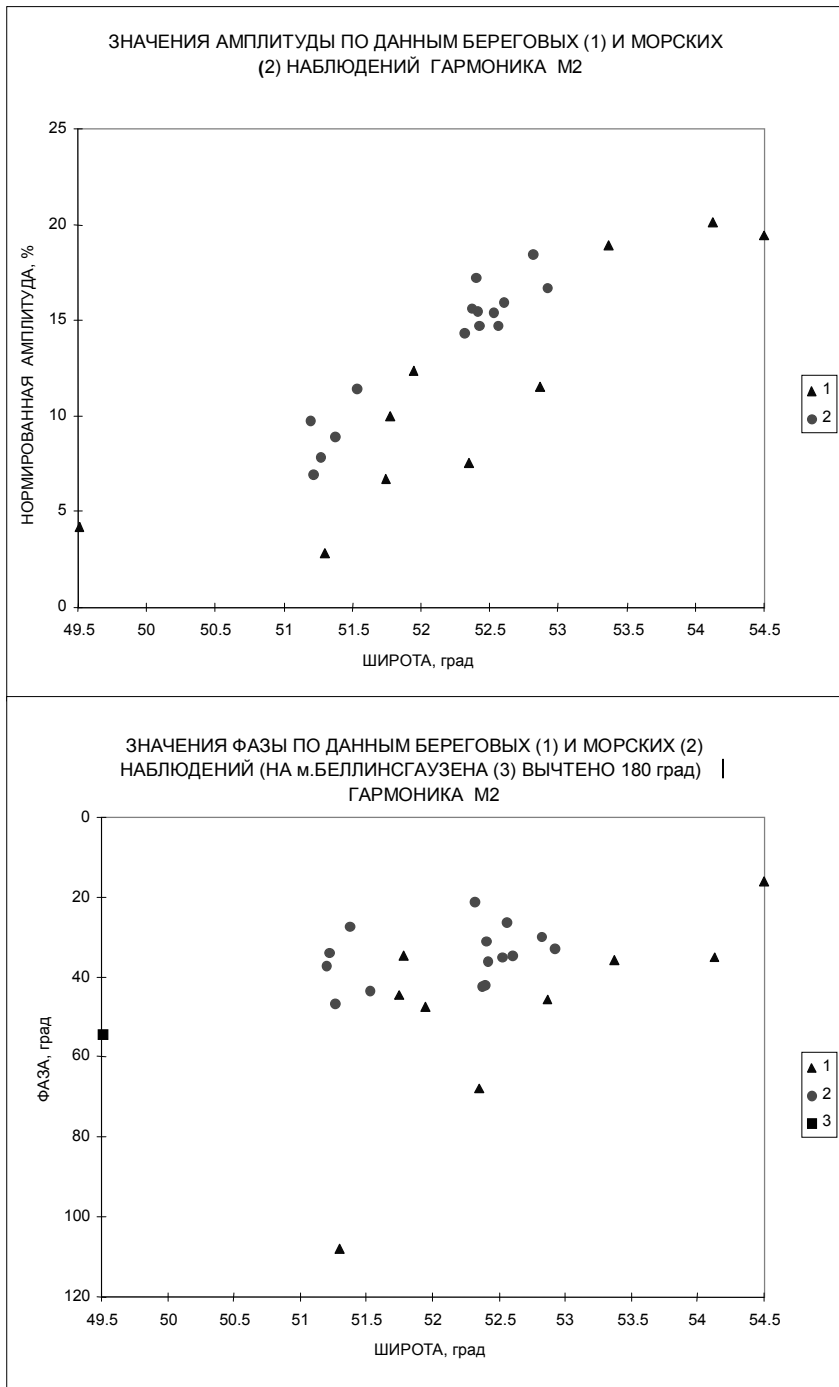 ЗНАЧЕНИЯ АМПЛИТУДЫ ПО ДАННЫМ БЕРЕГОВЫХ (1) И МОРСКИХ
(2) НАБЛЮДЕНИЙ ГАРМОНИКА М2
НОРМИРОВАННАЯ АМПЛИТУДА, %
25
20
15
10
5
0
49.5 50 50.5 51 51.5 52 52.5 53 53.5 54 54.5
ШИРОТА, град
1
2
ЗНАЧЕНИЯ ФАЗЫ ПО ДАННЫМ БЕРЕГОВЫХ (1) И МОРСКИХ (2)
НАБЛЮДЕНИЙ (НА м.БЕЛЛИНСГАУЗЕНА (3) ВЫЧТЕНО 180 град)
ГАРМОНИКА М2
ФАЗА, град
0
20
40
60
80
100
120
49.5 50 50.5 51 51.5 52 52.5 53 53.5 54 54.5
ШИРОТА, град
1
2
3